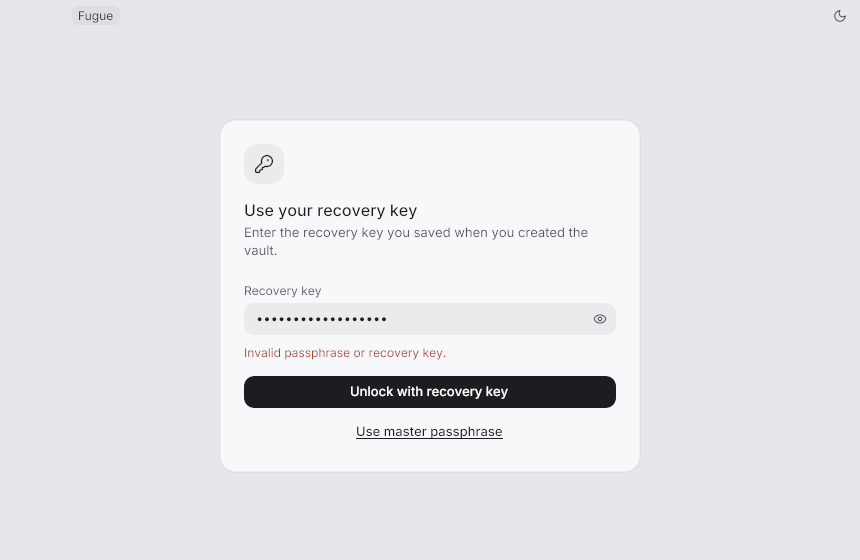 Fugue
Use your recovery key
Enter the recovery key you saved when you created the
vault.
Recovery key
••••••••••••••••••
Invalid passphrase or recovery key.
Unlock with recovery key
Use master passphrase